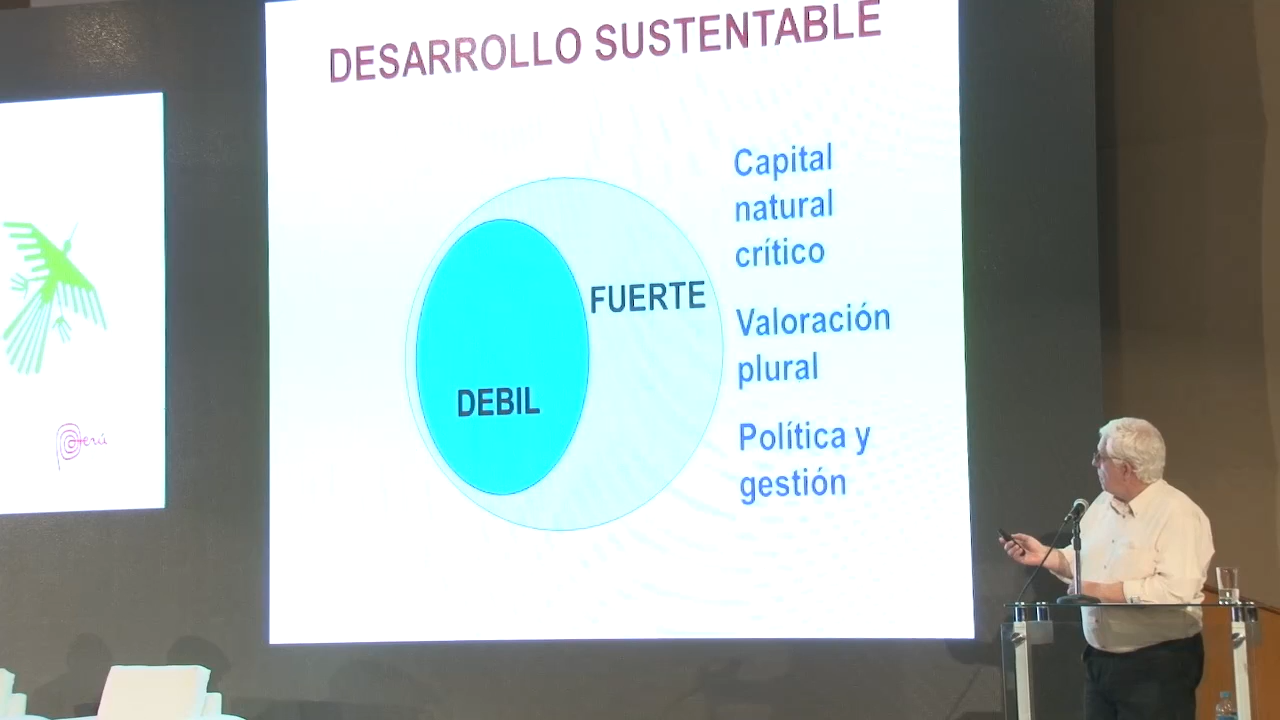 DESARROLLO SUSTENTABLE
Capital
natural
crítico
FUERTE
Valoración
plural
DEBIL
Política y
gestión
Perú